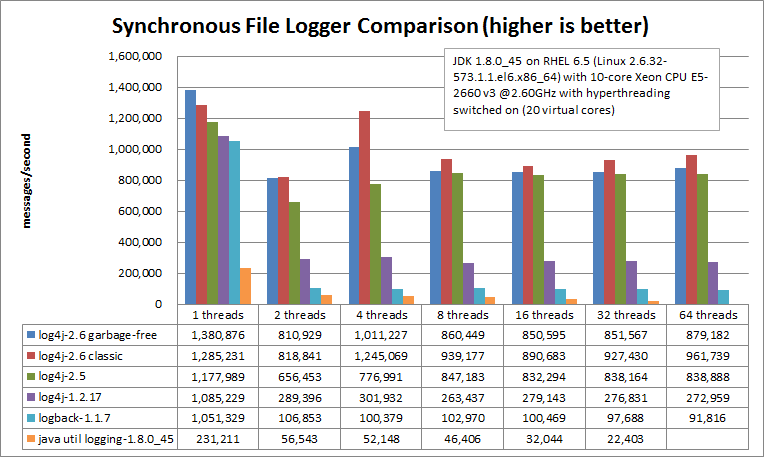 Synchronous File Logger Comparison (higher is better)
JDK 1.8.0_45 on RHEL 6.5 (Linux 2.6.32-
573.1.1.el6.x86_64) with 10-core Xeon CPU E5-
2660 v3 @2.60GHz with hyperthreading
switched on (20 virtual cores)
messages/second
1,600,000
1,400,000
1,200,000
1,000,000
800,000
600,000
400,000
200,000
0
1 threads 2 threads 4 threads 8 threads 16 threads 32 threads 64 threads
log4j-2.6 garbage-free 1,380,876 810,929 1,011,227 860,449 850,595 851,567 879,182
log4j-2.6 classic 1,285,231 818,841 1,245,069 939,177 890,683 927,430 961,739
log4j-2.5 1,177,989 656,453 776,991 847,183 832,294 838,164 838,888
log4j-1.2.17 1,085,229 289,396 301,932 263,437 279,143 276,831 272,959
logback-1.1.7 1,051,329 106,853 100,379 102,970 100,469 97,688 91,816
java util logging-1.8.0_45 231,211 56,543 52,148 46,406 32,044 22,403